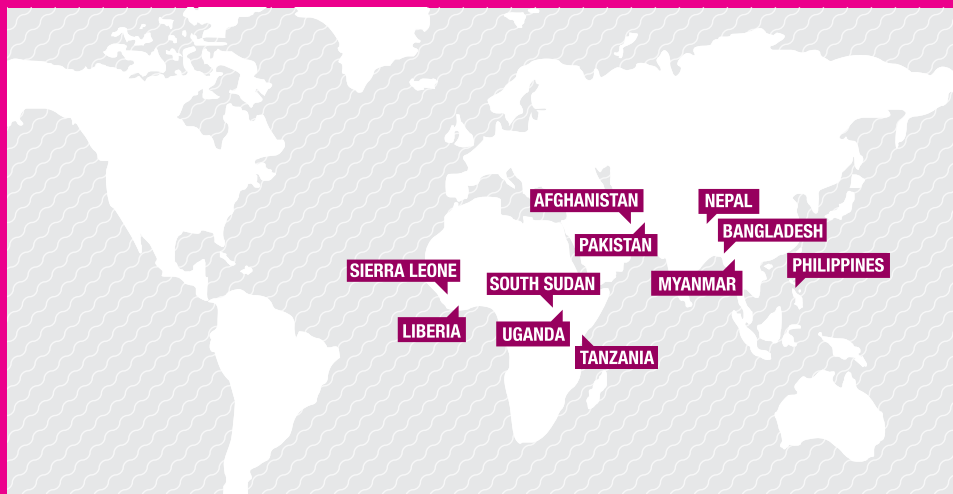 AFGHANISTAN
NEPAL
BANGLADESH
PAKISTAN
PHILIPPINES
SIERRA LEONE
SOUTH SUDAN
MYANMAR
LIBERIA
UGANDA
TANZANIA